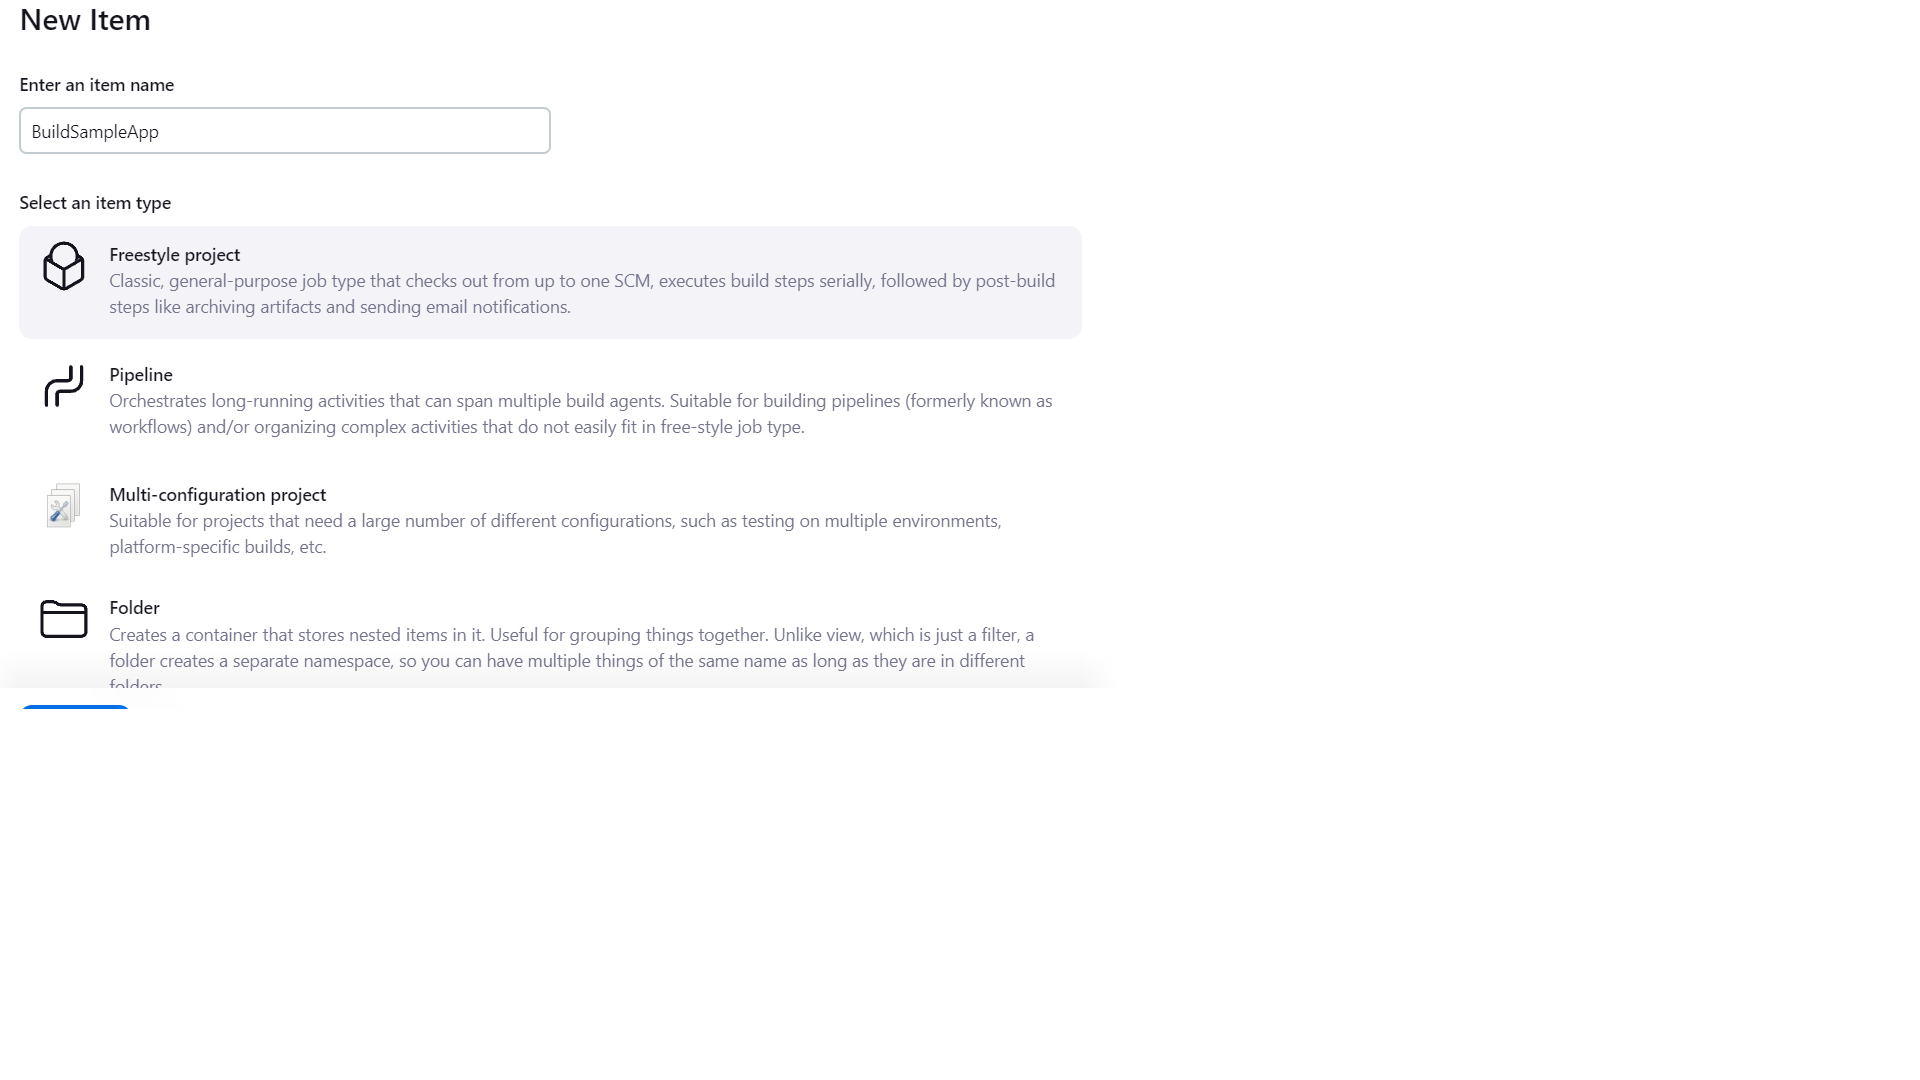 New Item
Enter an item name
BuildSampleApp
Select an item type
Freestyle project
Classic, general-purpose job type that checks out from up to one SCM, executes build steps serially, followed by post-build
steps like archiving artifacts and sending email notifications.
Pipeline
Orchestrates long-running activities that can span multiple build agents. Suitable for building pipelines (formerly known as
workflows) and/or organizing complex activities that do not easily fit in free-style job type.
Multi-configuration project
Suitable for projects that need a large number of different configurations, such as testing on multiple environments,
platform-specific builds, etc.
Folder
Creates a container that stores nested items in it. Useful for grouping things together. Unlike view, which is just a filter, a
folder creates a separate namespace, so you can have multiple things of the same name as long as they are in different
folders.